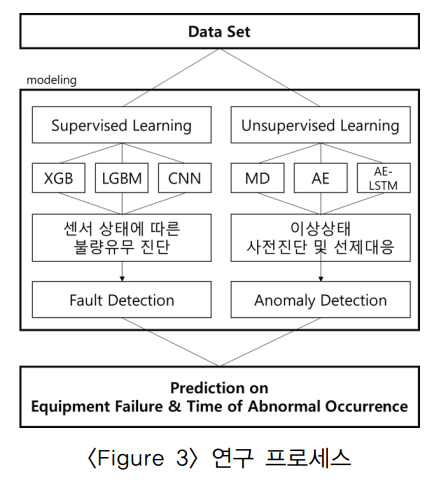 Data Set
modeling
Supervised Learning
Unsupervised Learning
XGB
LGBM
CNN
MD
AE
AE-
LSTM
센서 상태에 따른
불량유무 진단
이상상태
사전진단 및 선제대응
Fault Detection
Anomaly Detection
Prediction on
Equipment Failure & Time of Abnormal Occurrence
〈Figure 3〉 연구 프로세스